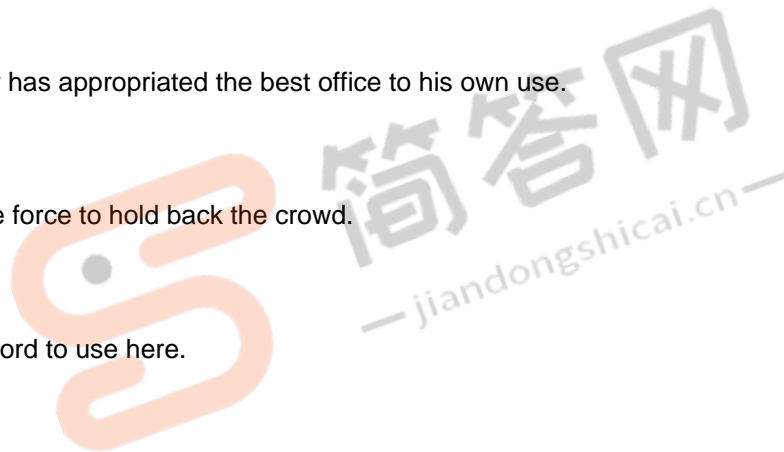 has appropriated the best office to his own use.
force to hold back the crowd.
ord to use here.
简答网
jiandongshicai.cn